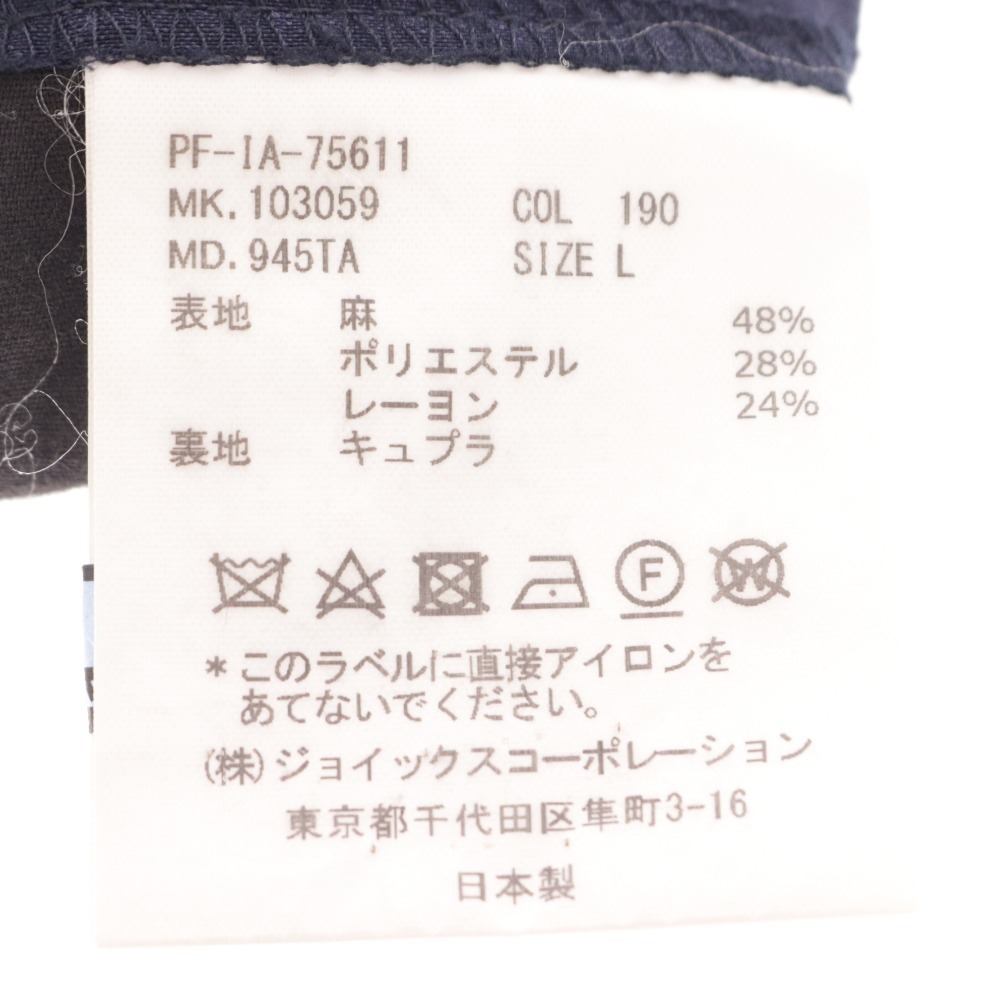 PF-IA-75611
MK. 103059 COL 190
MD. 945TA SIZE L
表地 麻 48%
ポリエステル 28%
レーヨン 24%
裏地 キュプラ
F W
*このラベルに直接アイロンを
あてないでください。
(株)ジョイックスコーポレーション
東京都千代田区隼町3-16
日本製